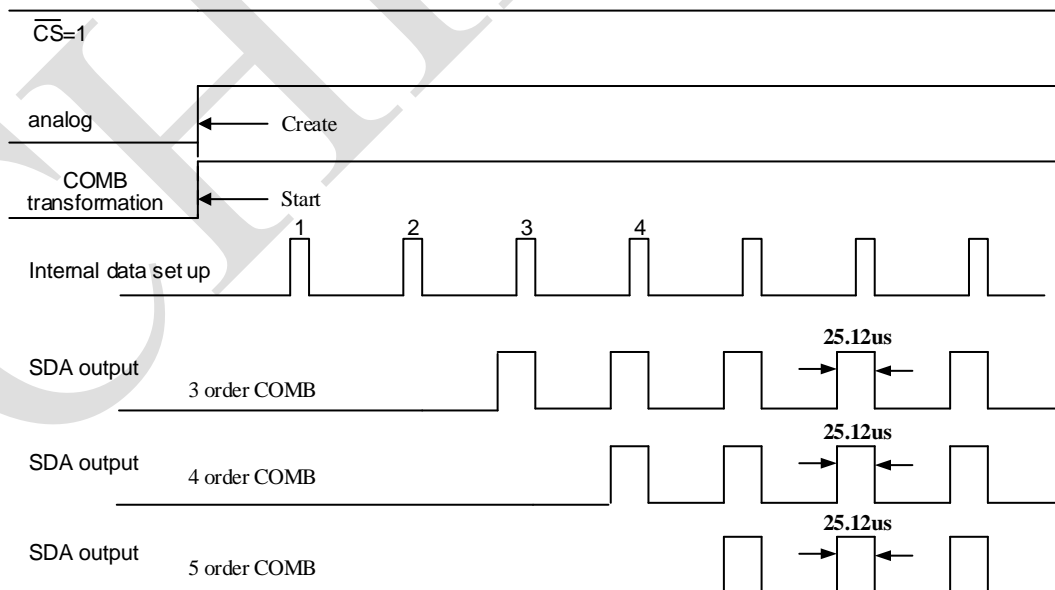 CS=1
analog
Create
COMB
transformation
Start
1 2 3 4
Internal data set up
25.12us
SDA output
3 order COMB
25.12us
SDA output
4 order COMB
25.12us
SDA output
5 order COMB